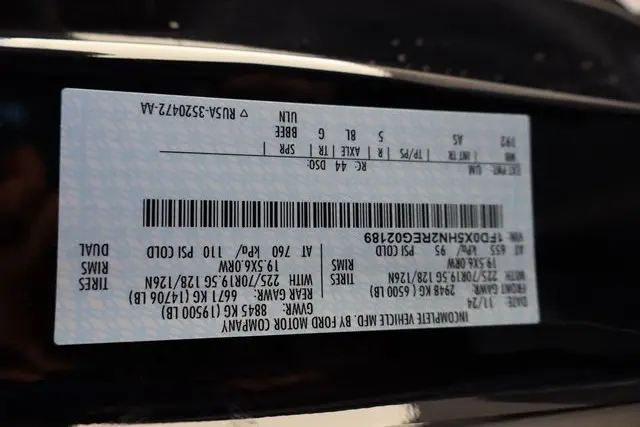 INCOMPLETE VEHICLE MFD. BY FORD MOTOR COMPANY
DATE: 11/24 GVWR: 8845 KG (19500 LB)
FRONT GAWR: 2948 KG (6500 LB) REAR GAWR: 6671 KG (14706 LB)
225/70R19.5G 128/126N TIRES WITH 225/70R19.5G 128/126N TIRES
19.5X6.0RW RIMS 19.5X6.0RW RIMS
AT 655 kPa/ 95 PSI COLD AT 760 kPa/ 110 PSI COLD DUAL
VIN: 1FD0X5HN2REG02189
EXT PNT: UM RC: 44 DSO:
WB INT TR TP/PS R AXLE TR SPR
192 AS 5 8L G BBEE
ULN
▽ RU5A-3520472-AA